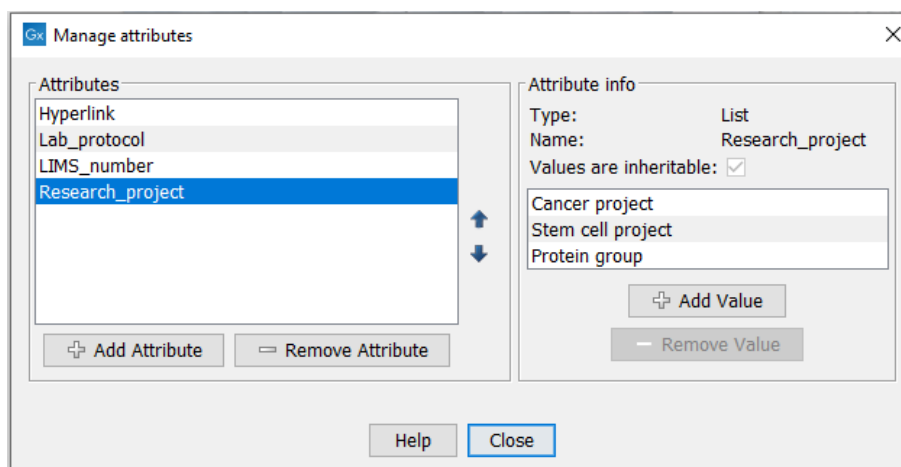 Gx Manage attributes
Attributes
Hyperlink
Lab_protocol
LIMS_number
Research_project
Add Attribute
Remove Attribute
Attribute info
Type: List
Name: Research_project
Values are inheritable:
Cancer project
Stem cell project
Protein group
Add Value
Remove Value
Help
Close